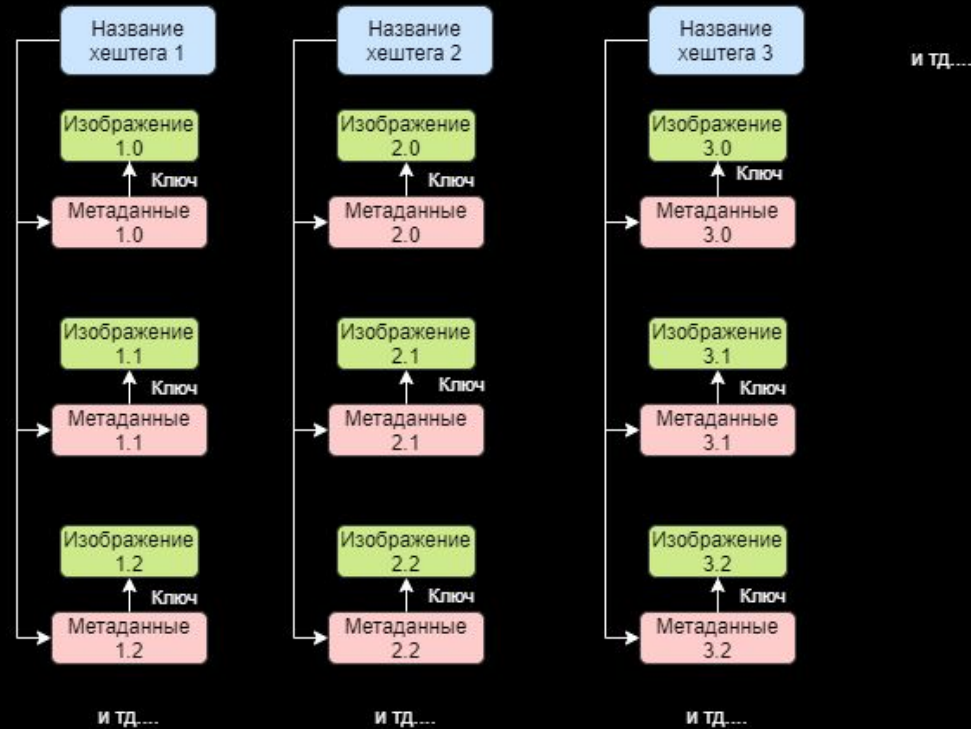 Название
хештега 1
Название
хештега 2
Название
хештега 3
и тд....
Изображение
1.0
Ключ
Метаданные
1.0
Изображение
2.0
Ключ
Метаданные
2.0
Изображение
3.0
Ключ
Метаданные
3.0
Изображение
1.1
Ключ
Метаданные
1.1
Изображение
2.1
Ключ
Метаданные
2.1
Изображение
3.1
Ключ
Метаданные
3.1
Изображение
1.2
Ключ
Метаданные
1.2
Изображение
2.2
Ключ
Метаданные
2.2
Изображение
3.2
Ключ
Метаданные
3.2
и тд....
и тд....
и тд....